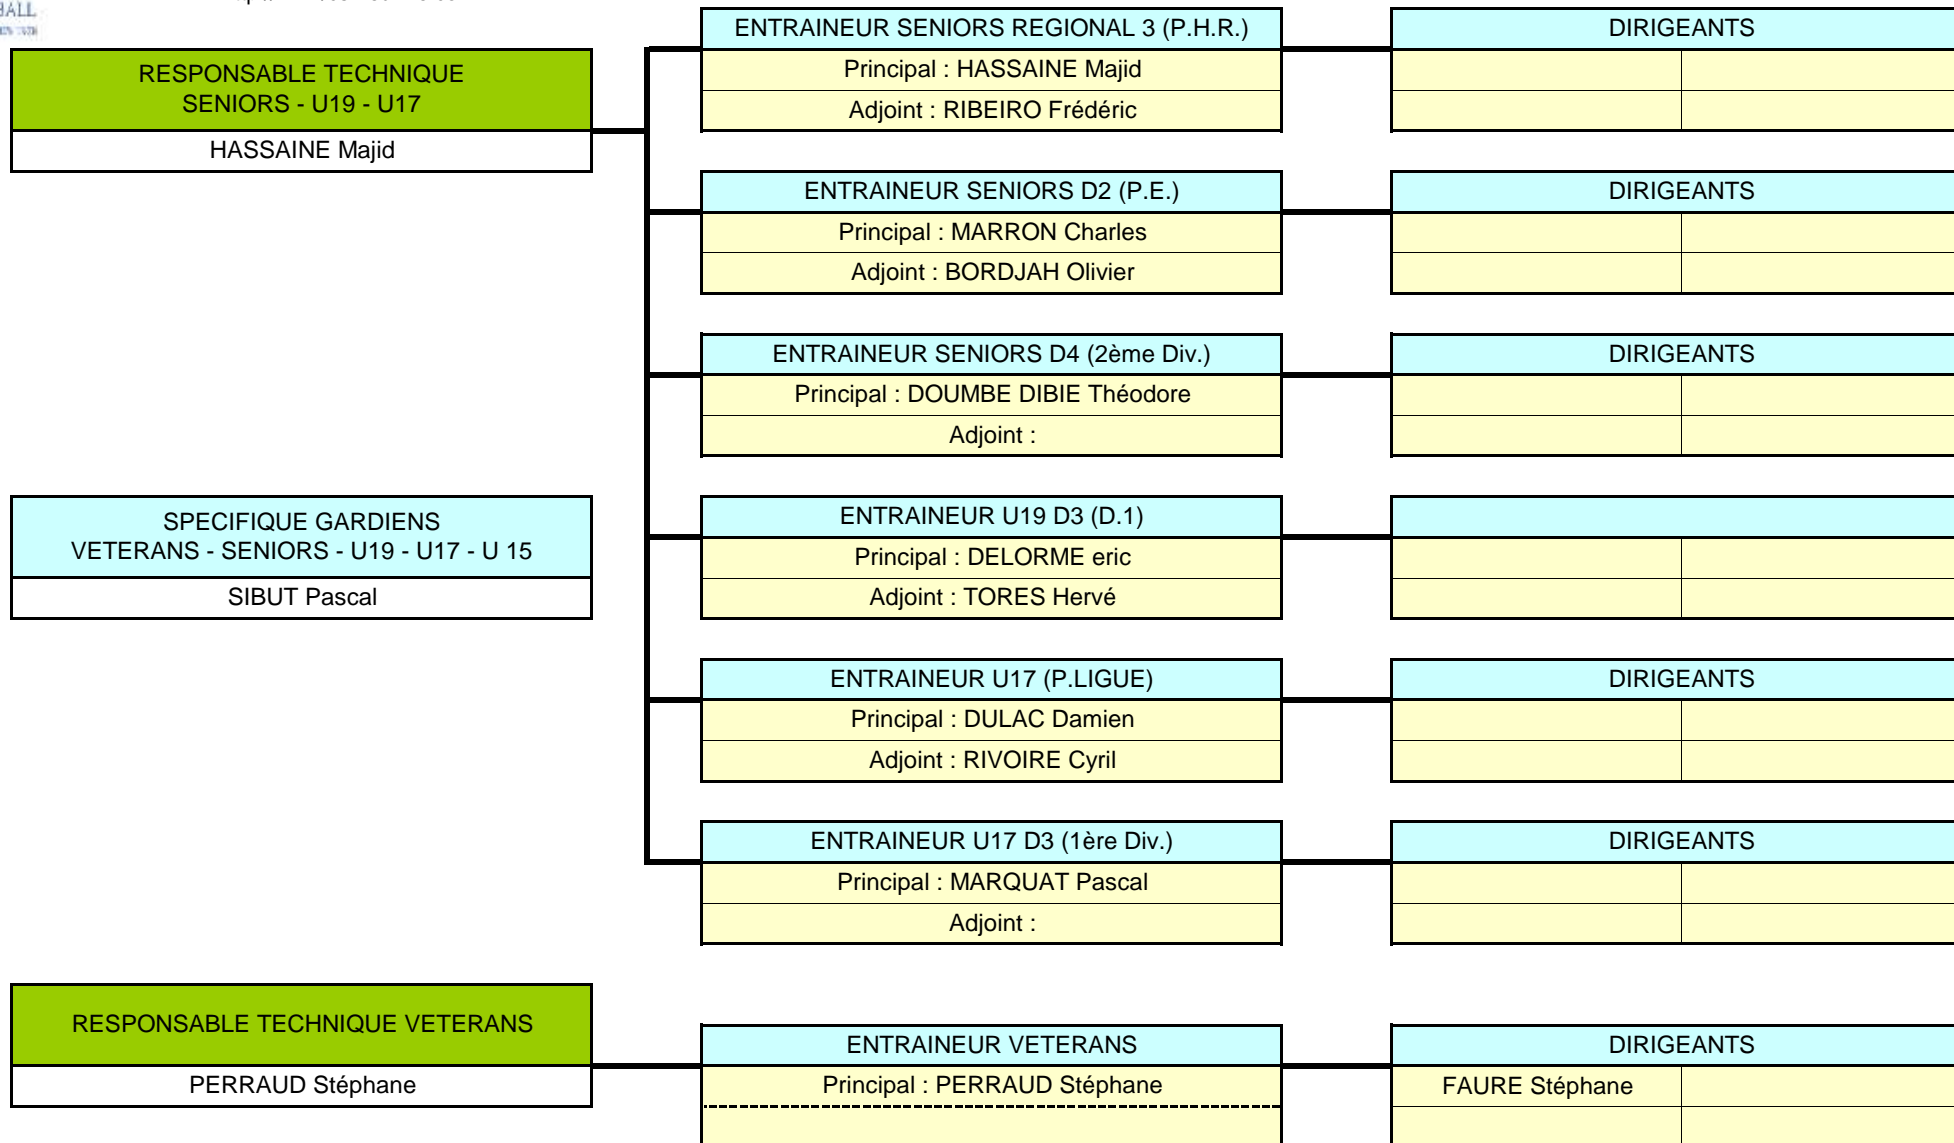 BALL
ENTRAINEUR SENIORS REGIONAL 3 (P.H.R.)
DIRIGEANTS
RESPONSABLE TECHNIQUE
SENIORS - U19 - U17
HASSAINE Majid
Principal : HASSAINE Majid
Adjoint : RIBEIRO Frédéric
ENTRAINEUR SENIORS D2 (P.E.)
DIRIGEANTS
Principal : MARRON Charles
Adjoint : BORDJAH Olivier
ENTRAINEUR SENIORS D4 (2ème Div.)
DIRIGEANTS
Principal : DOUMBE DIBIE Théodore
Adjoint :
SPECIFIQUE GARDIENS
VETERANS - SENIORS - U19 - U17 - U 15
SIBUT Pascal
ENTRAINEUR U19 D3 (D.1)
Principal : DELORME eric
Adjoint : TORES Hervé
ENTRAINEUR U17 (P.LIGUE)
DIRIGEANTS
Principal : DULAC Damien
Adjoint : RIVOIRE Cyril
ENTRAINEUR U17 D3 (1ère Div.)
DIRIGEANTS
Principal : MARQUAT Pascal
Adjoint :
RESPONSABLE TECHNIQUE VETERANS
PERRAUD Stéphane
ENTRAINEUR VETERANS
DIRIGEANTS
Principal : PERRAUD Stéphane
FAURE Stéphane